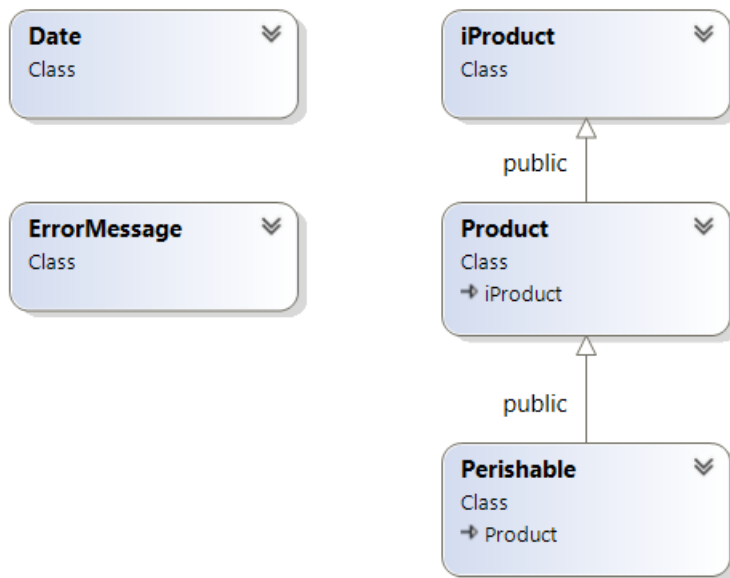 Date
Class
iProduct
Class
public
ErrorMessage
Class
Product
Class
iProduct
public
Perishable
Class
Product